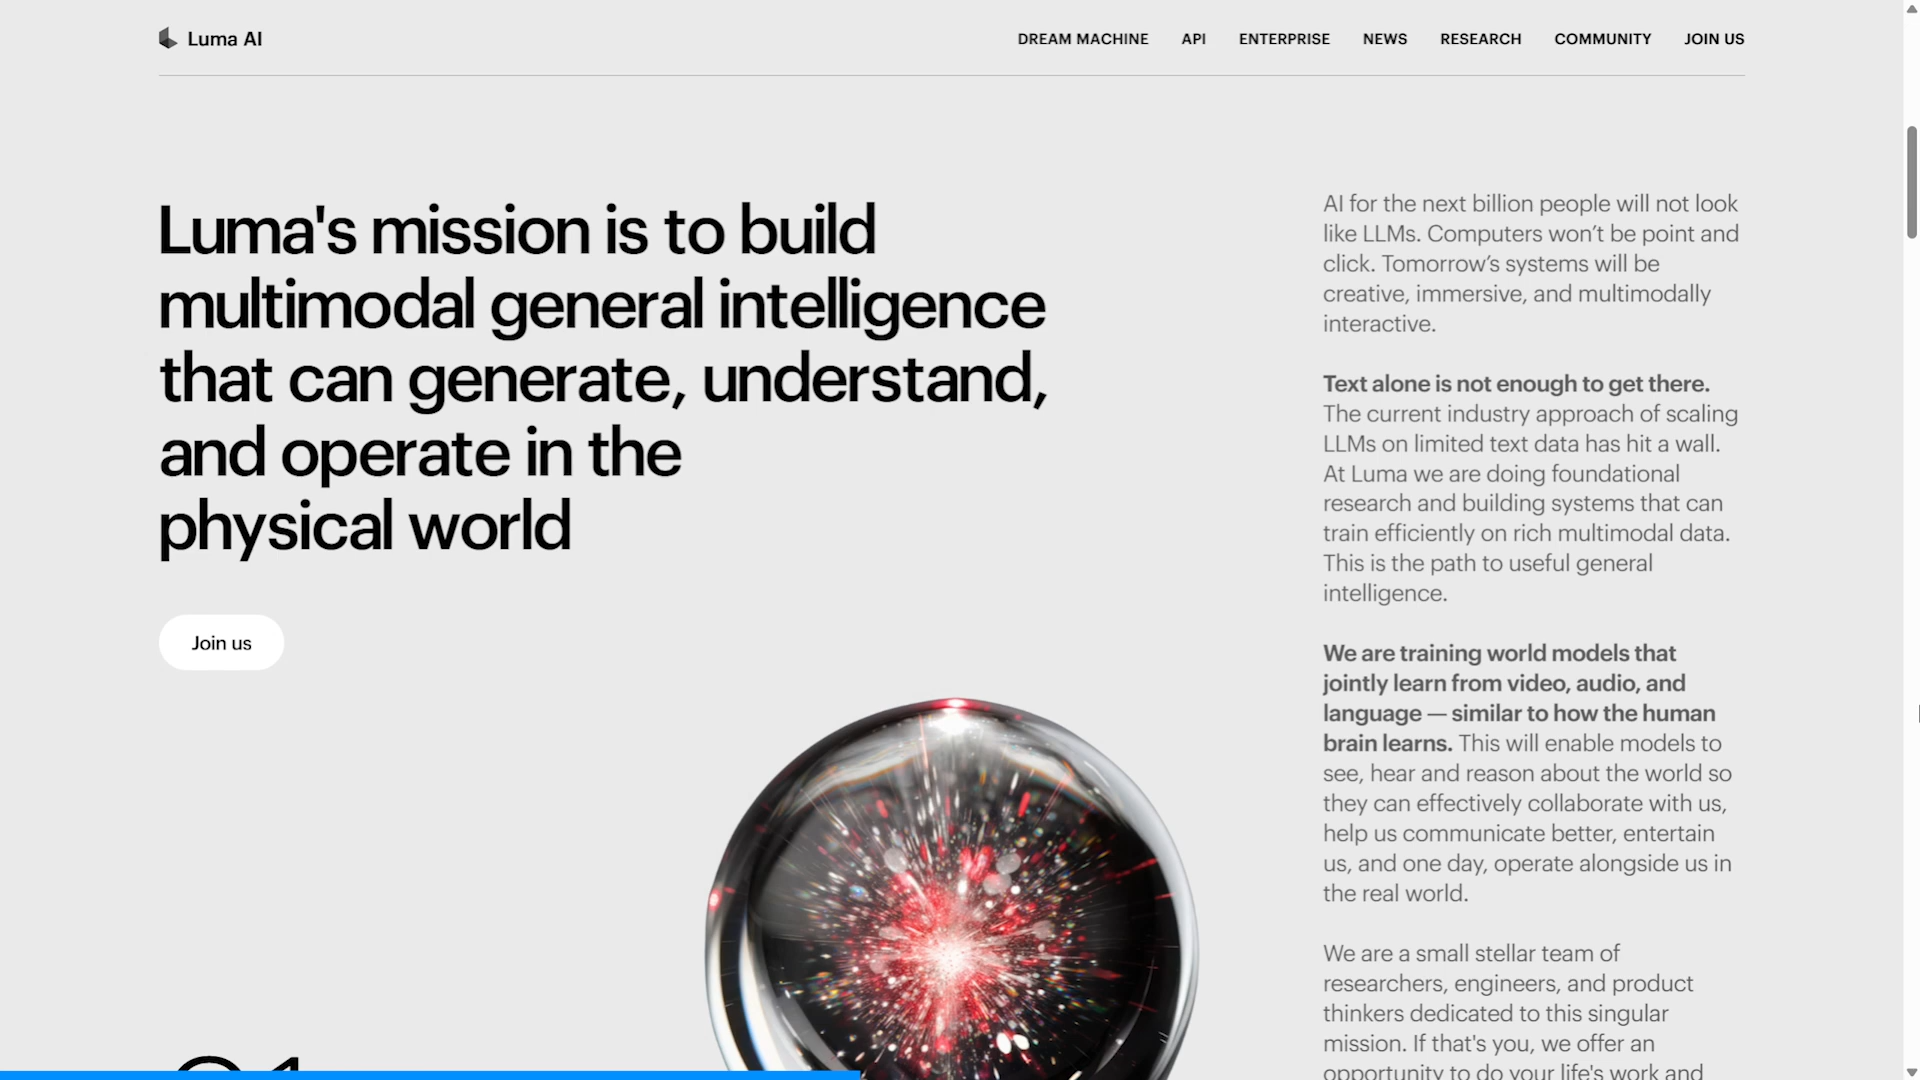 Luma AI
DREAM MACHINE
API
ENTERPRISE
NEWS
RESEARCH
COMMUNITY
JOIN US
Luma's mission is to build
multimodal general intelligence
that can generate, understand,
and operate in the
physical world
Join us
AI for the next billion people will not look
like LLMs. Computers won’t be point and
click. Tomorrow’s systems will be
creative, immersive, and multimodally
interactive.
Text alone is not enough to get there.
The current industry approach of scaling
LLMs on limited text data has hit a wall.
At Luma we are doing foundational
research and building systems that can
train efficiently on rich multimodal data.
This is the path to useful general
intelligence.
We are training world models that
jointly learn from video, audio, and
language — similar to how the human
brain learns. This will enable models to
see, hear and reason about the world so
they can effectively collaborate with us,
help us communicate better, entertain
us, and one day, operate alongside us in
the real world.
We are a small stellar team of
researchers, engineers, and product
thinkers dedicated to this singular
mission. If that's you, we offer an
opportunity to do your life's work and